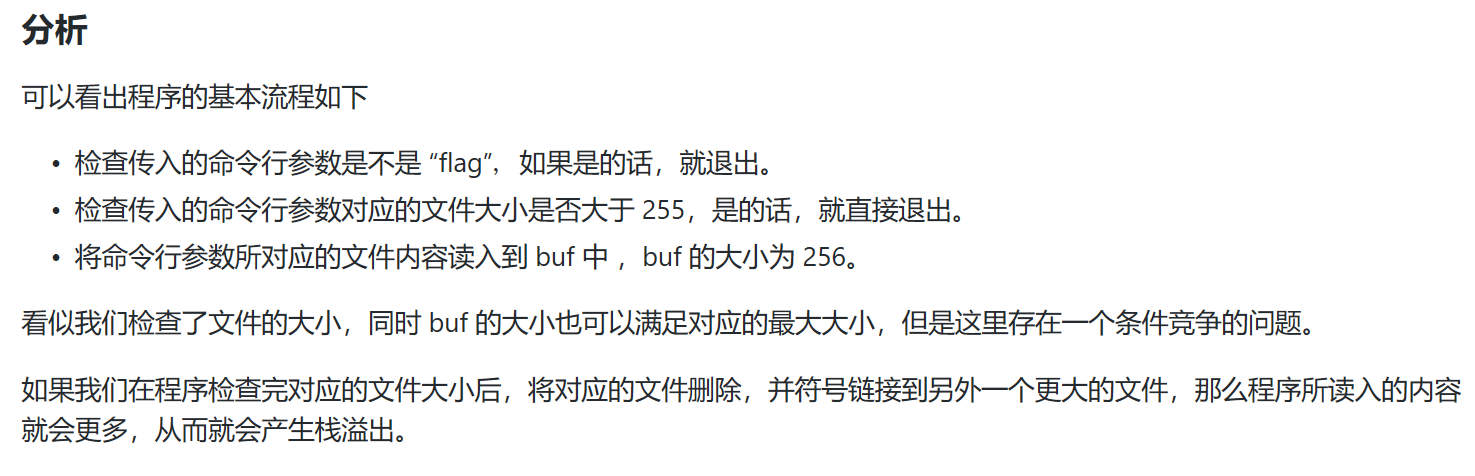 分析
可以看出程序的基本流程如下
• 检查传入的命令行参数是不是 “flag”，如果是的话，就退出。
• 检查传入的命令行参数对应的文件大小是否大于 255，是的话，就直接退出。
• 将命令行参数所对应的文件内容读入到 buf 中 ，buf 的大小为 256。
看似我们检查了文件的大小，同时 buf 的大小也可以满足对应的最大大小，但是这里存在一个条件竞争的问题。
如果我们在程序检查完对应的文件大小后，将对应的文件删除，并符号链接到另外一个更大的文件，那么程序所读入的内容
就会更多，从而就会产生栈溢出。